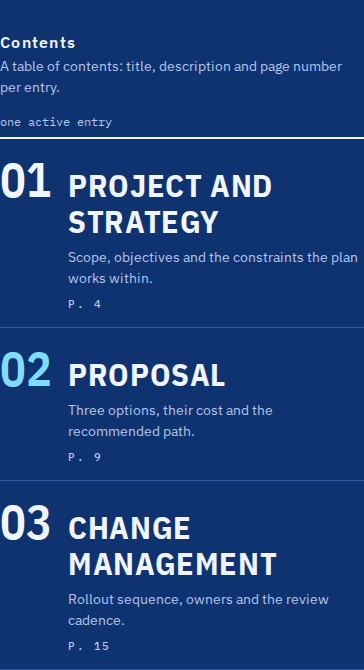 Contents
A table of contents: title, description and page number
per entry.
one active entry
01 PROJECT AND
STRATEGY
Scope, objectives and the constraints the plan
works within.
P. 4
02 PROPOSAL
Three options, their cost and the
recommended path.
P. 9
03 CHANGE
MANAGEMENT
Rollout sequence, owners and the review
cadence.
P. 15